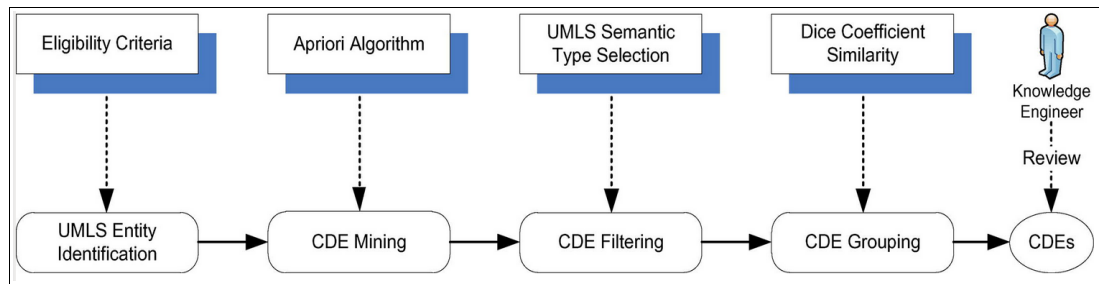 Eligibility Criteria
Apriori Algorithm
UMLS Semantic
Type Selection
Dice Coefficient
Similarity
Knowledge
Engineer
Review
UMLS Entity
Identification
CDE Mining
CDE Filtering
CDE Grouping
CDEs